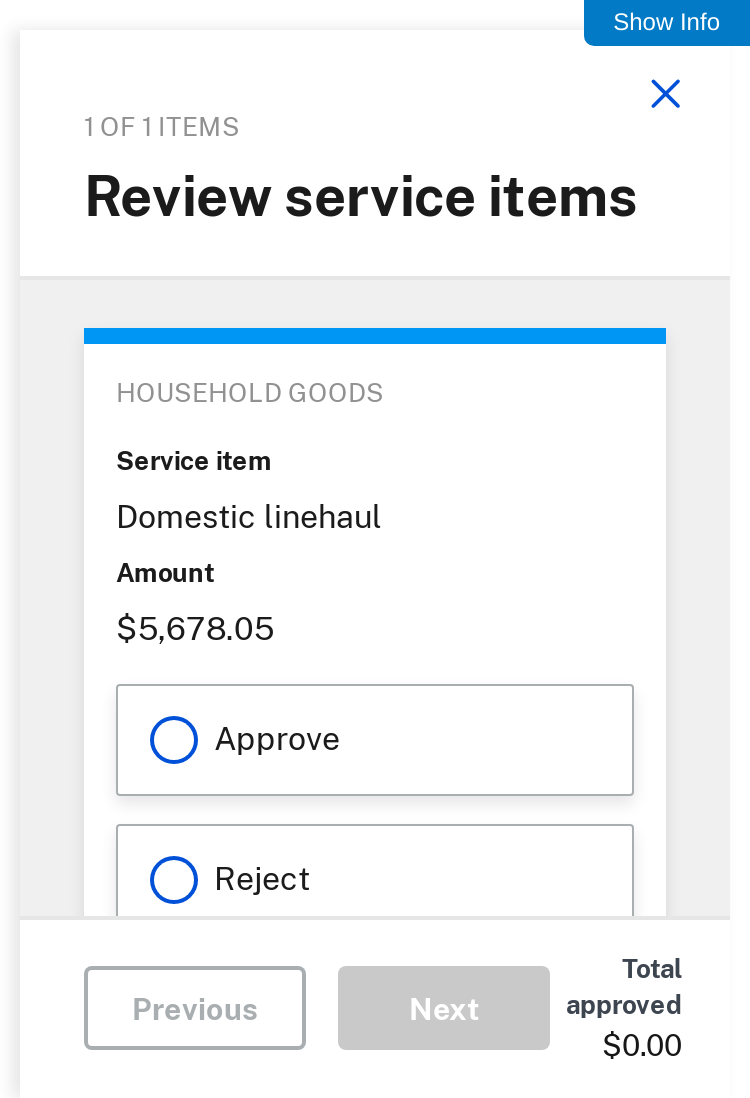 Show Info
1 OF 1 ITEMS
Review service items
HOUSEHOLD GOODS
Service item
Domestic linehaul
Amount
$5,678.05
Approve
Reject
Previous
Next
Total
approved
$0.00